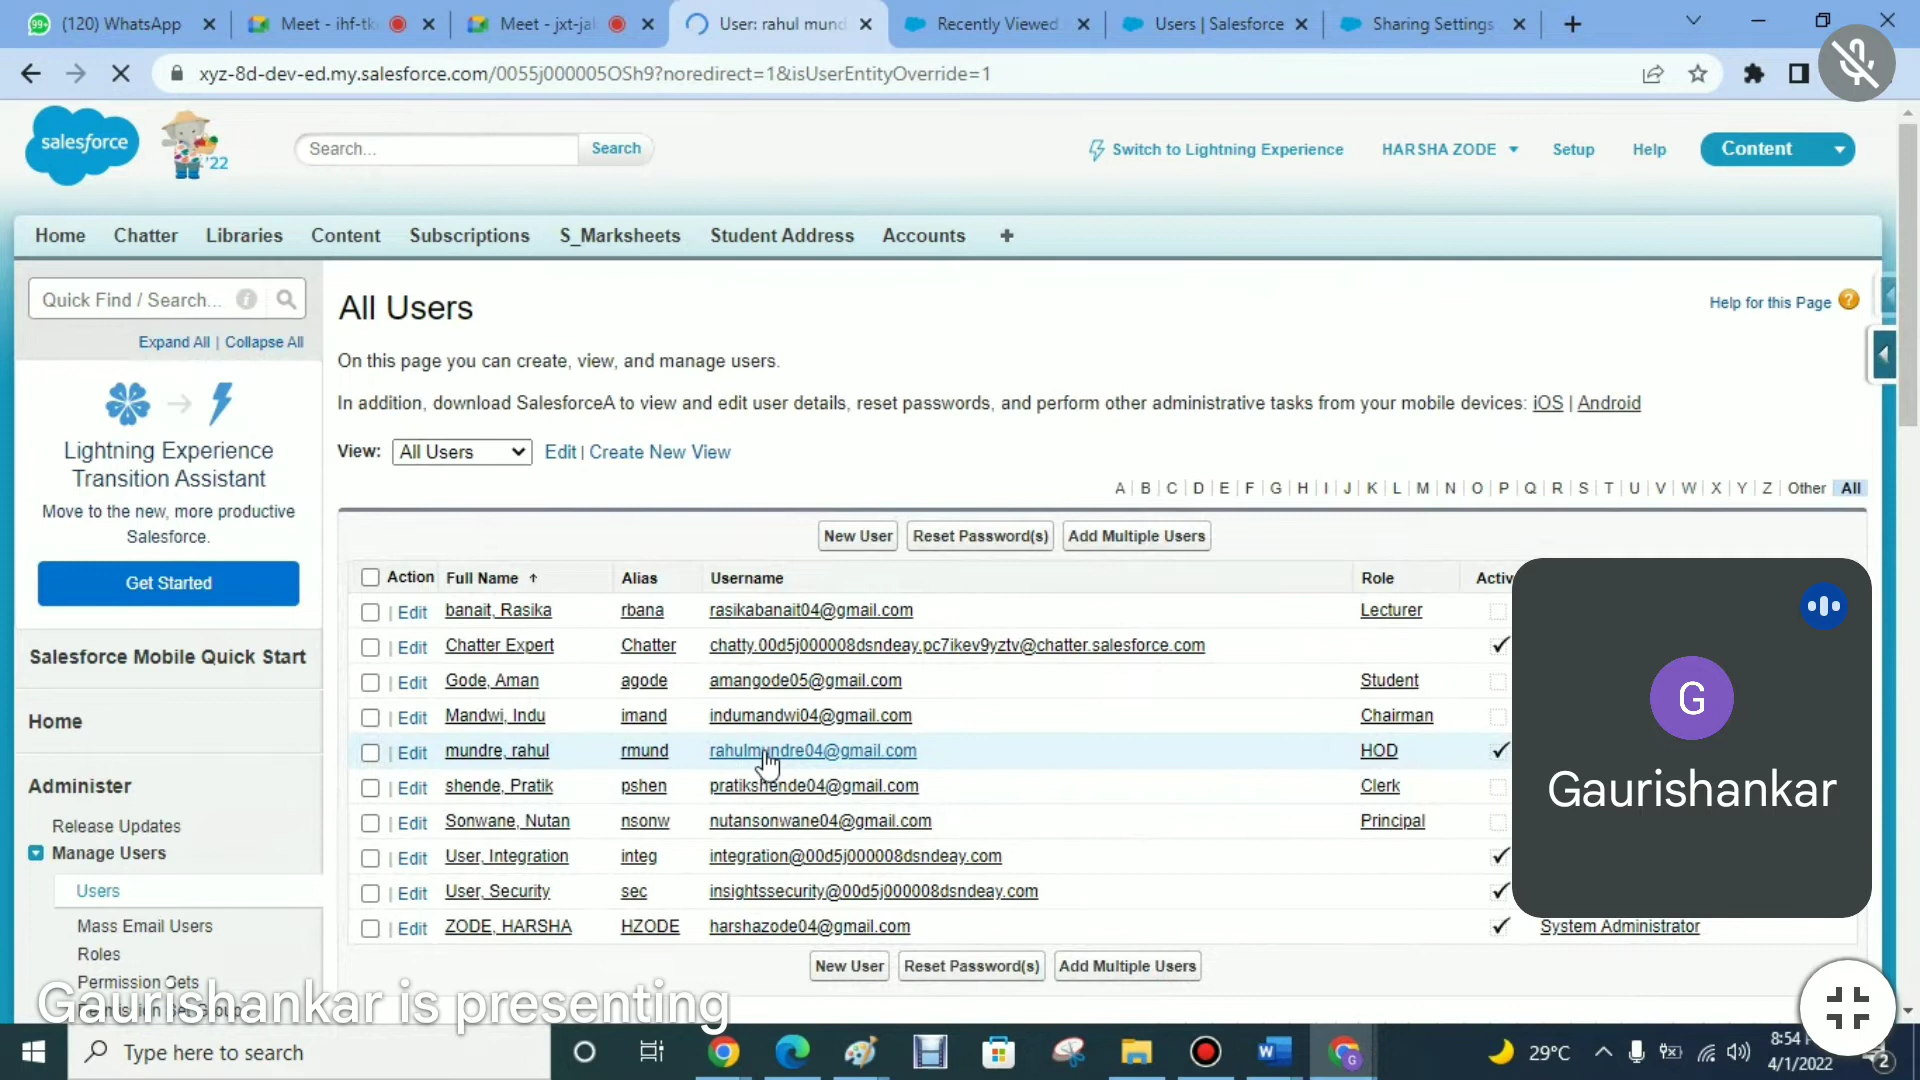 (120) WhatsApp
Meet - ihf-tk
Meet - jxt-jal
User: rahul mund
Recently Viewed
Users | Salesforce
Sharing Settings
xyz-8d-dev-ed.my.salesforce.com/0055j000005OSh9?noredirect=1&isUserEntityOverride=1
salesforce
'22
Search...
Search
Switch to Lightning Experience
HARSHA ZODE
Setup
Help
Content
Home Chatter Libraries Content Subscriptions S_Marksheets Student Address Accounts +
Quick Find / Search...
Expand All | Collapse All
Lightning Experience
Transition Assistant
Move to the new, more productive
Salesforce.
Get Started
Salesforce Mobile Quick Start
Home
Administer
Release Updates
Manage Users
Users
Mass Email Users
Roles
Permission Sets
All Users
Help for this Page
On this page you can create, view, and manage users.
In addition, download SalesforceA to view and edit user details, reset passwords, and perform other administrative tasks from your mobile devices: iOS | Android
View: All Users Edit | Create New View
A | B | C | D | E | F | G | H | I | J | K | L | M | N | O | P | Q | R | S | T | U | V | W | X | Y | Z | Other All
New User Reset Password(s) Add Multiple Users
Action Full Name ↑ Alias Username Role Activ
| Edit banait, Rasika rbana rasikabanait04@gmail.com Lecturer
| Edit Chatter Expert Chatter chatty.00d5j000008dsndeay.pc7ikev9yztv@chatter.salesforce.com
| Edit Gode, Aman agode amangode05@gmail.com Student
| Edit Mandwi, Indu imand indumandwi04@gmail.com Chairman
| Edit mundre, rahul rmund rahulmundre04@gmail.com HOD
| Edit shende, Pratik pshen pratikshende04@gmail.com Clerk
| Edit Sonwane, Nutan nsonw nutansonwane04@gmail.com Principal
| Edit User, Integration integ integration@00d5j000008dsndeay.com
| Edit User, Security sec insightssecurity@00d5j000008dsndeay.com
| Edit ZODE, HARSHA HZODE harshazode04@gmail.com System Administrator
New User Reset Password(s) Add Multiple Users
G
Gaurishankar
Gaurishankar is presenting
Type here to search
29°C
8:54
4/1/2022
2